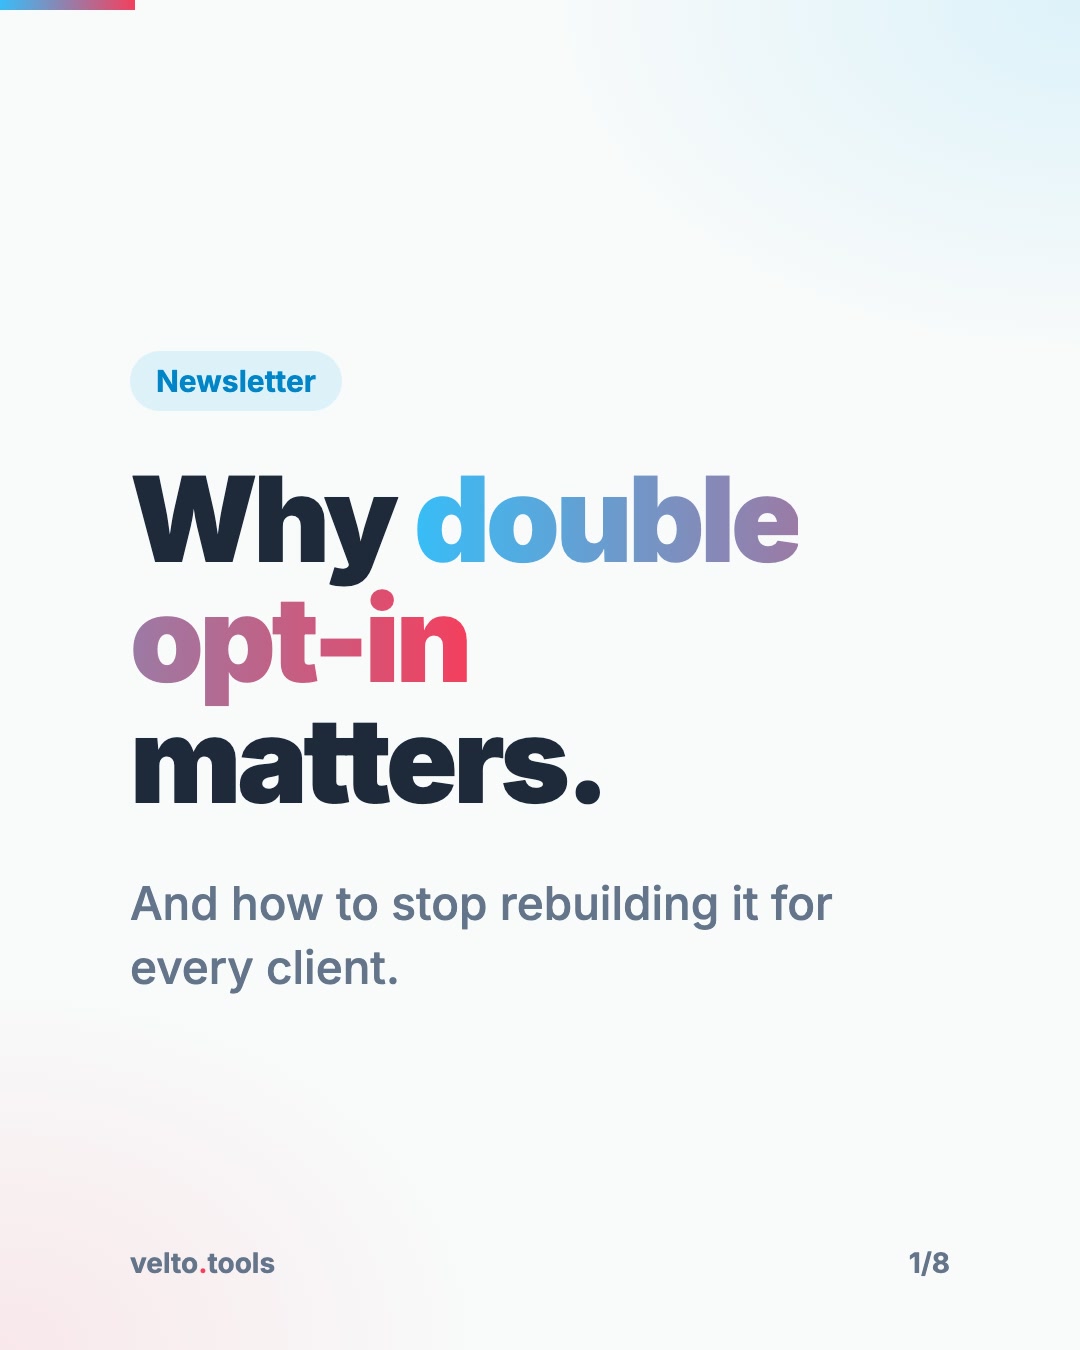 Newsletter
Why double
opt-in
matters.
And how to stop rebuilding it for
every client.
velto.tools
1/8